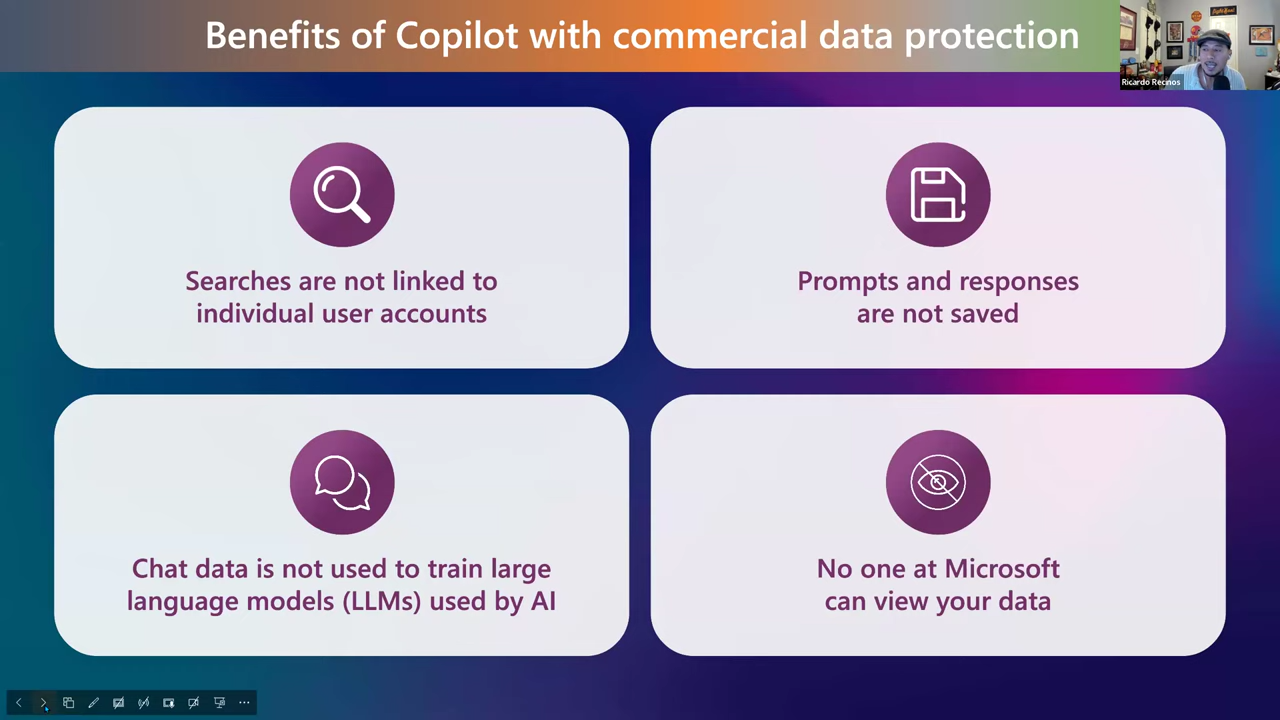 Benefits of Copilot with commercial data protection
Ricardo Recinos
Searches are not linked to
individual user accounts
Prompts and responses
are not saved
Chat data is not used to train large
language models (LLMs) used by AI
No one at Microsoft
can view your data